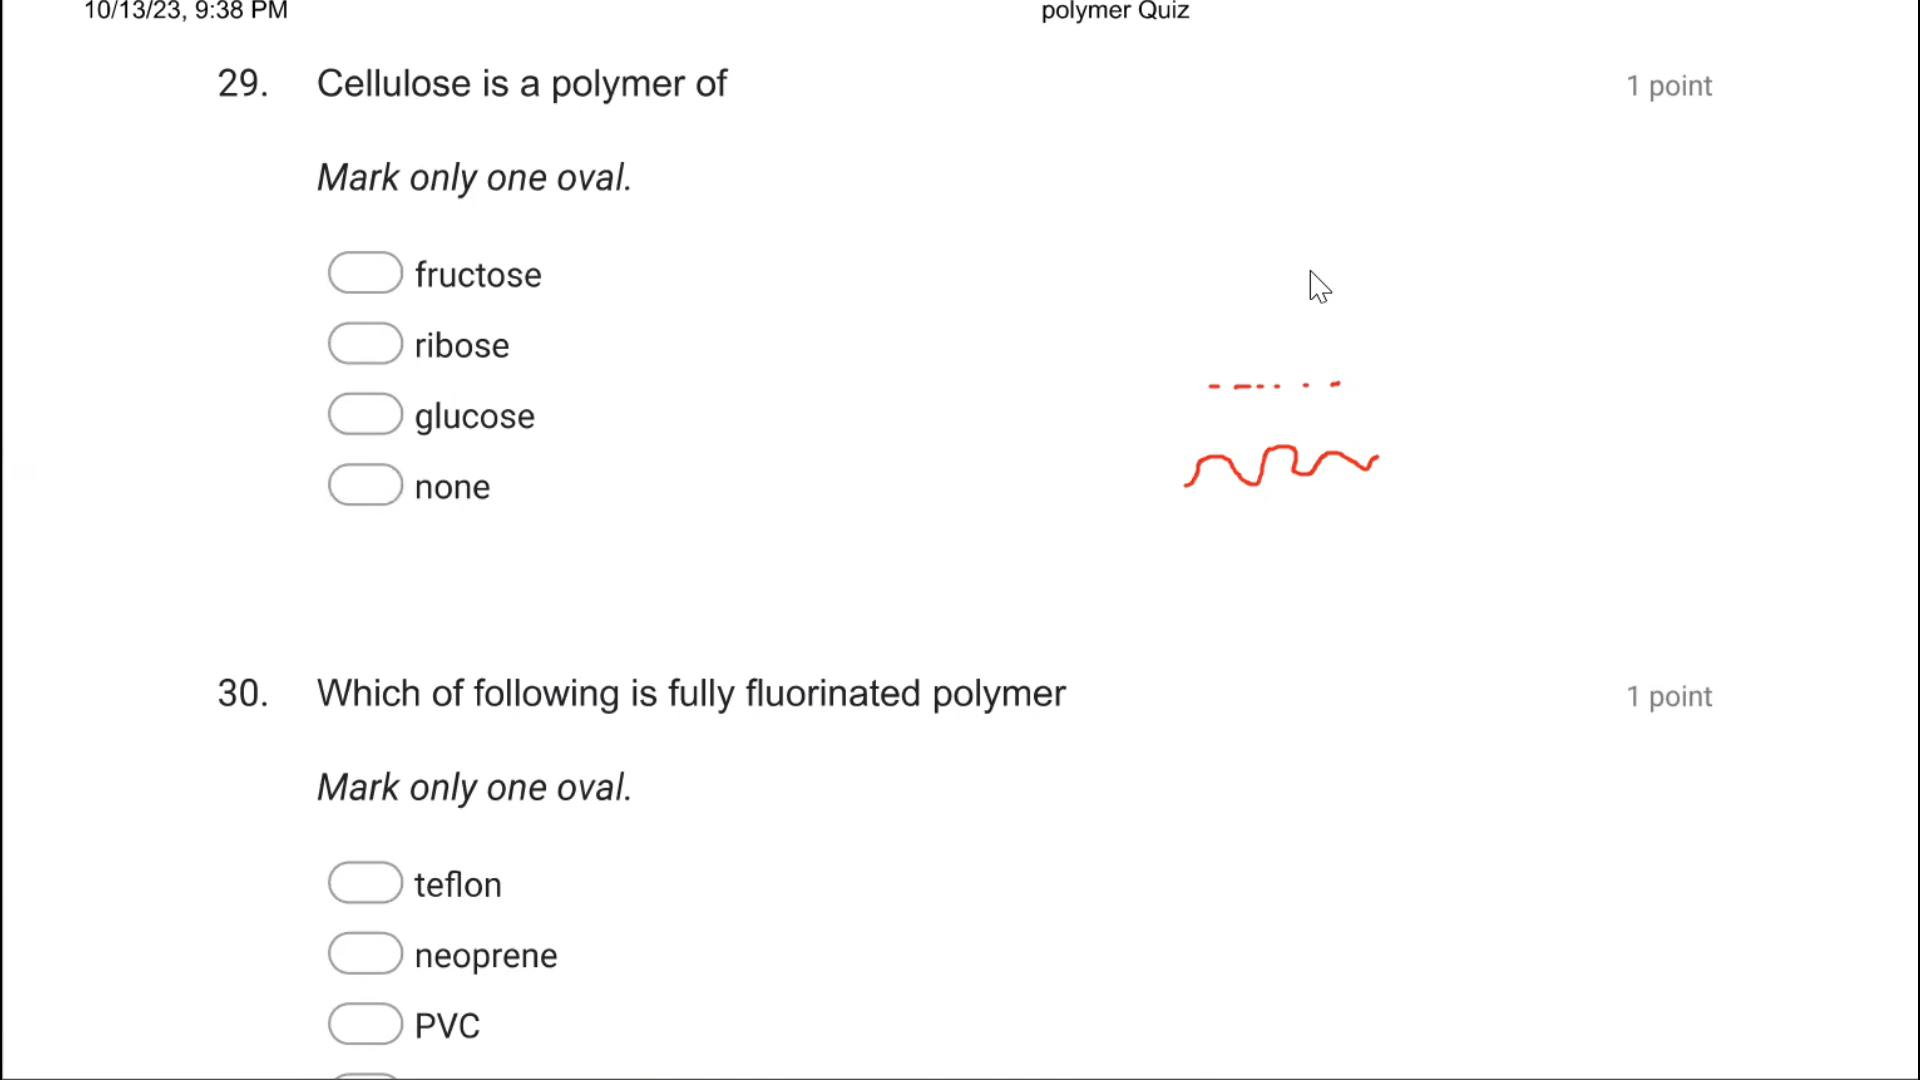 10/13/23, 9:38 PM polymer Quiz
29. Cellulose is a polymer of 1 point
Mark only one oval.
fructose
ribose
glucose
none
30. Which of following is fully fluorinated polymer 1 point
Mark only one oval.
teflon
neoprene
PVC